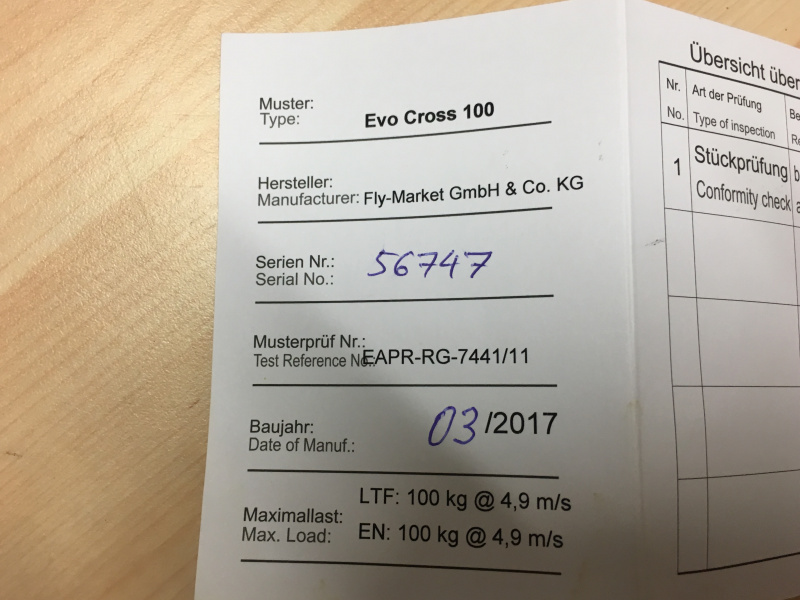 Muster:
Type: Evo Cross 100
Hersteller:
Manufacturer: Fly-Market GmbH & Co. KG
Serien Nr.:
Serial No.: 56747
Musterprüf Nr.:
Test Reference No.: EAPR-RG-7441/11
Baujahr:
Date of Manuf.: 03/2017
LTF: 100 kg @ 4,9 m/s
Maximallast:
Max. Load: EN: 100 kg @ 4,9 m/s
Übersicht über
Nr. Art der Prüfung
No. Type of inspection
1 Stückprüfung
Conformity check